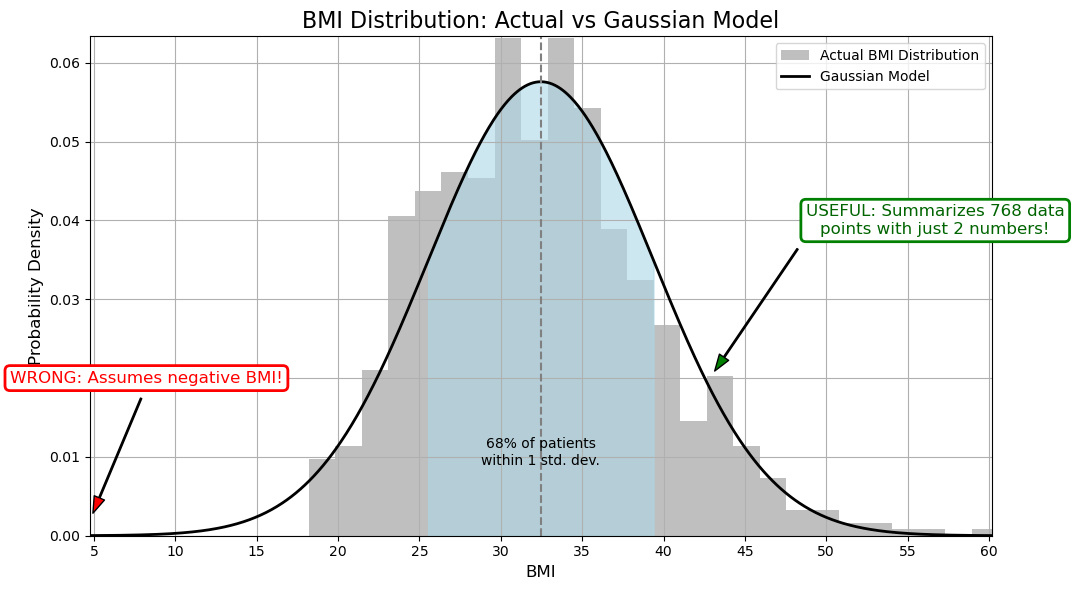 BMI Distribution: Actual vs Gaussian Model
Actual BMI Distribution
Gaussian Model
0.06
0.05
0.04
0.03
0.01
0.00
Probability Density
USEFUL: Summarizes 768 data
points with just 2 numbers!
WRONG: Assumes negative BMI!
68% of patients
within 1 std. dev.
5 10 15 20 25 30 35 40 45 50 55 60
BMI